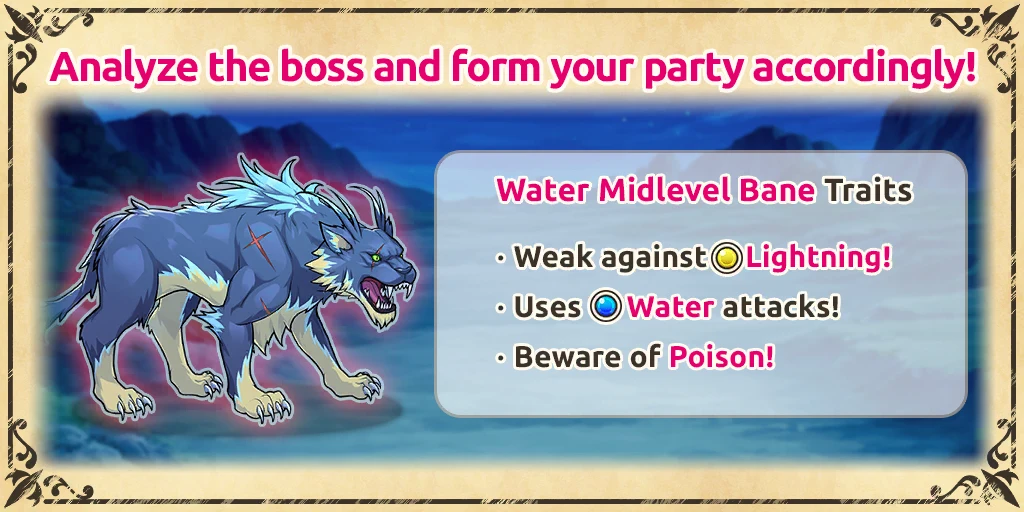 Analyze the boss and form your party accordingly!
Water Midlevel Bane Traits
· Weak against Lightning!
· Uses Water attacks!
· Beware of Poison!